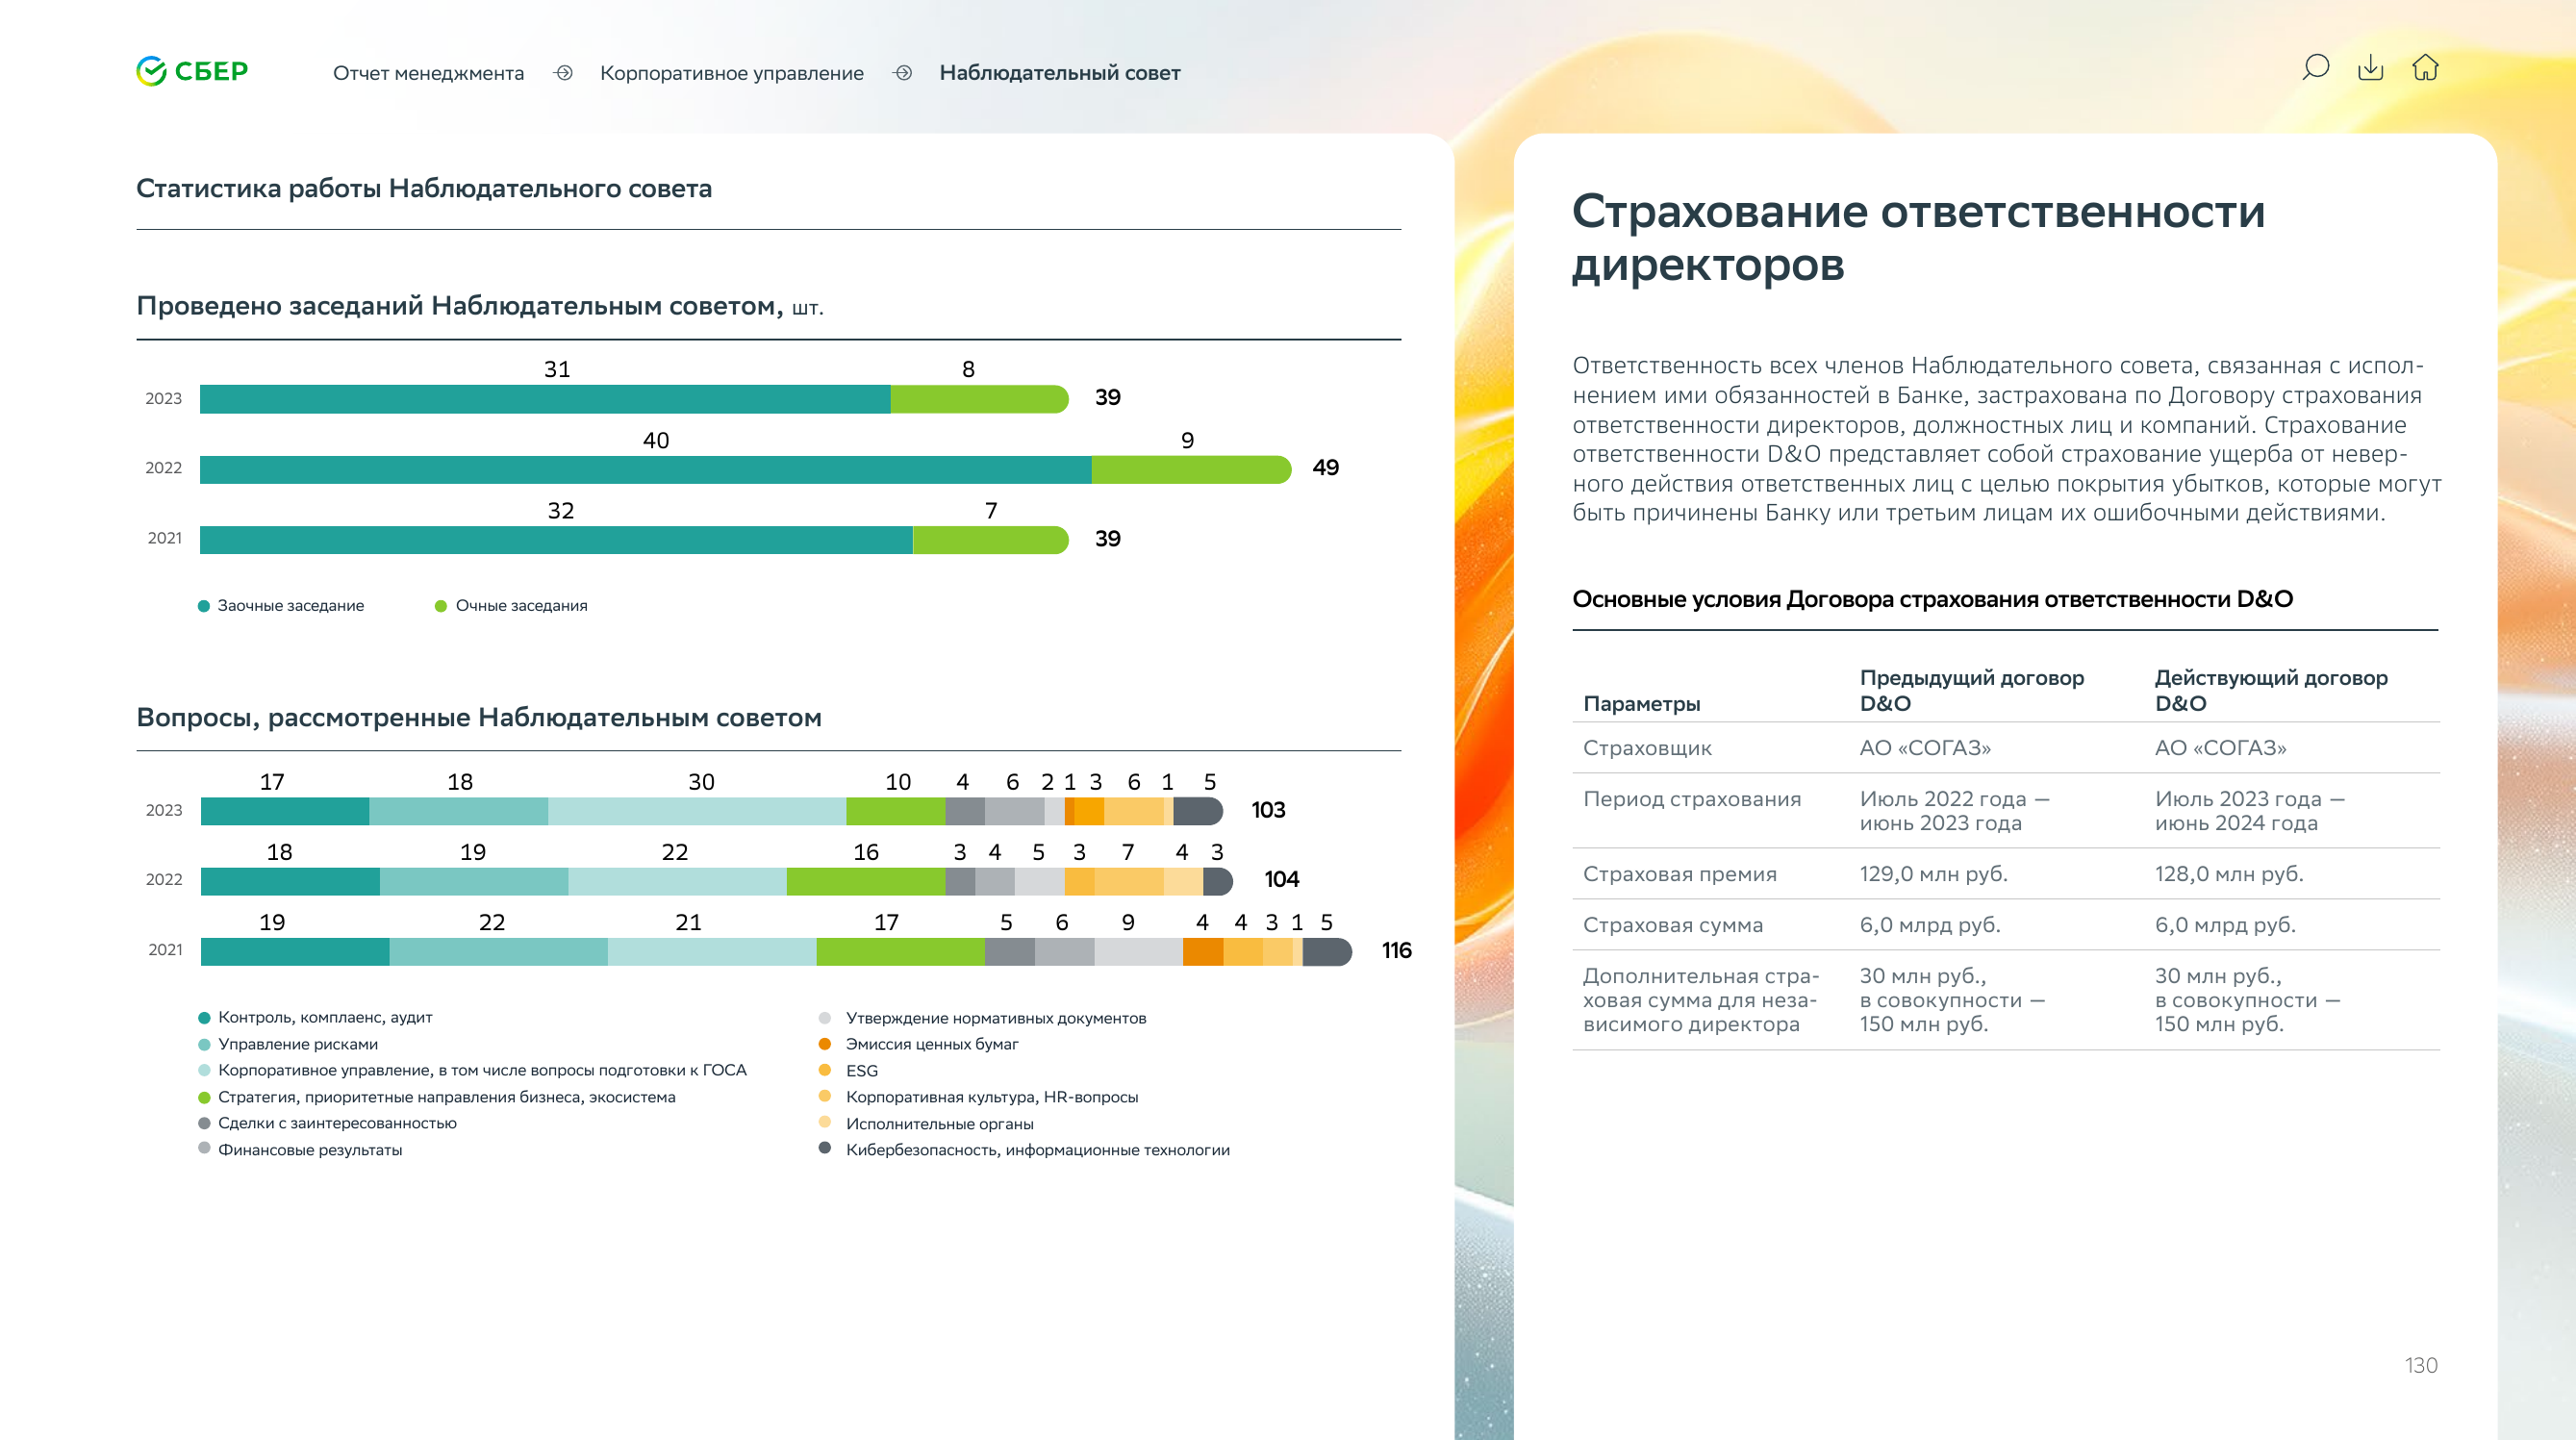 СБЕР
Отчет менеджмента
Корпоративное управление
Наблюдательный совет
Статистика работы Наблюдательного совета
Проведено заседаний Наблюдательным советом, шт.
31 8
2023 39
40 9
2022 49
32 7
2021 39
Заочные заседание Очные заседания
Вопросы, рассмотренные Наблюдательным советом
17 18 30 10 4 6 2 1 3 6 1 5
2023 103
18 19 22 16 3 4 5 3 7 4 3
2022 104
19 22 21 17 5 6 9 4 4 3 1 5
2021 116
Контроль, комплаенс, аудит
Управление рисками
Корпоративное управление, в том числе вопросы подготовки к ГОСА
Стратегия, приоритетные направления бизнеса, экосистема
Сделки с заинтересованностью
Финансовые результаты
Утверждение нормативных документов
Эмиссия ценных бумаг
ESG
Корпоративная культура, HR-вопросы
Исполнительные органы
Кибербезопасность, информационные технологии
Страхование ответственности
директоров
Ответственность всех членов Наблюдательного совета, связанная с испол-
нением ими обязанностей в Банке, застрахована по Договору страхования
ответственности директоров, должностных лиц и компаний. Страхование
ответственности D&O представляет собой страхование ущерба от невер-
ного действия ответственных лиц с целью покрытия убытков, которые могут
быть причинены Банку или третьим лицам их ошибочными действиями.
Основные условия Договора страхования ответственности D&O
Предыдущий договор Действующий договор
Параметры D&O D&O
Страховщик АО «СОГАЗ» АО «СОГАЗ»
Период страхования Июль 2022 года — Июль 2023 года —
июнь 2023 года июнь 2024 года
Страховая премия 129,0 млн руб. 128,0 млн руб.
Страховая сумма 6,0 млрд руб. 6,0 млрд руб.
Дополнительная стра- 30 млн руб., 30 млн руб.,
ховая сумма для неза- в совокупности — в совокупности —
висимого директора 150 млн руб. 150 млн руб.
130